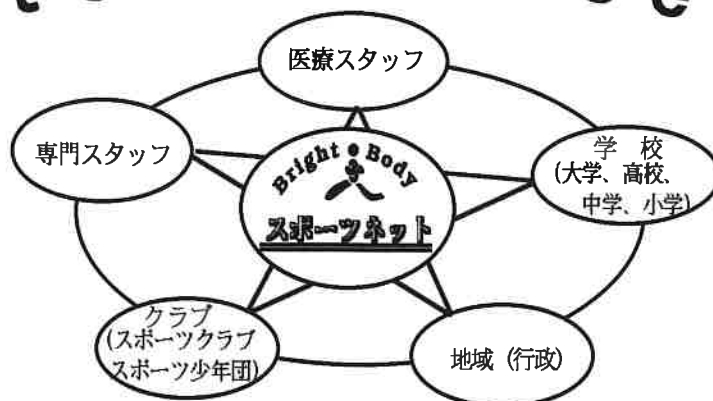 医療スタッフ
専門スタッフ
学 校
(大学、高校、
中学、小学)
Bright Body
スポーツネット
クラブ
(スポーツクラブ
スポーツ少年団)
地域 (行政)